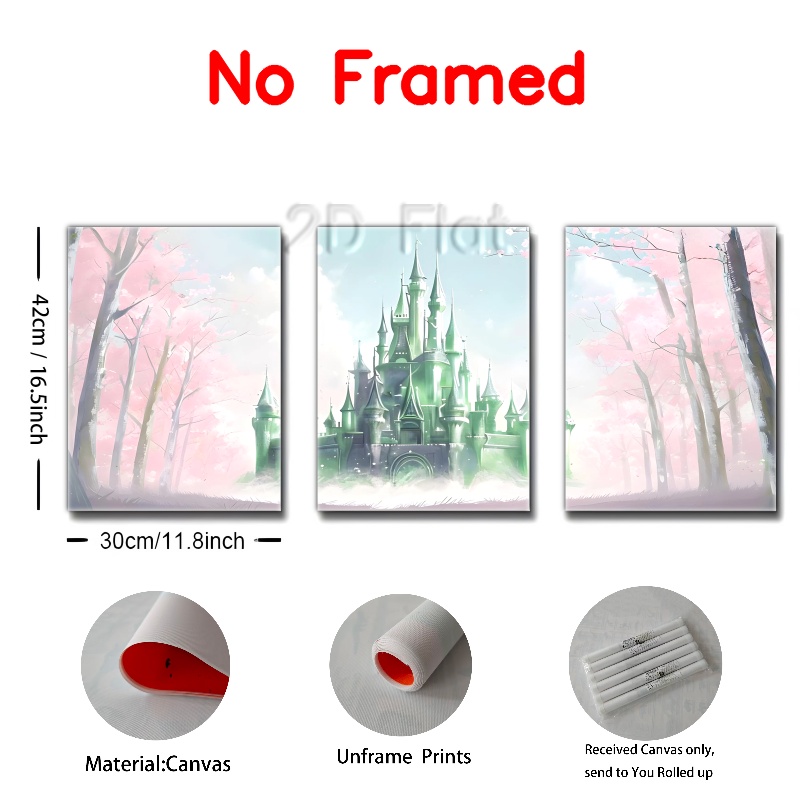 No Framed
2D Flat
42cm / 16.5inch
30cm/11.8inch
Material:Canvas
Unframe Prints
Received Canvas only,
send to You Rolled up